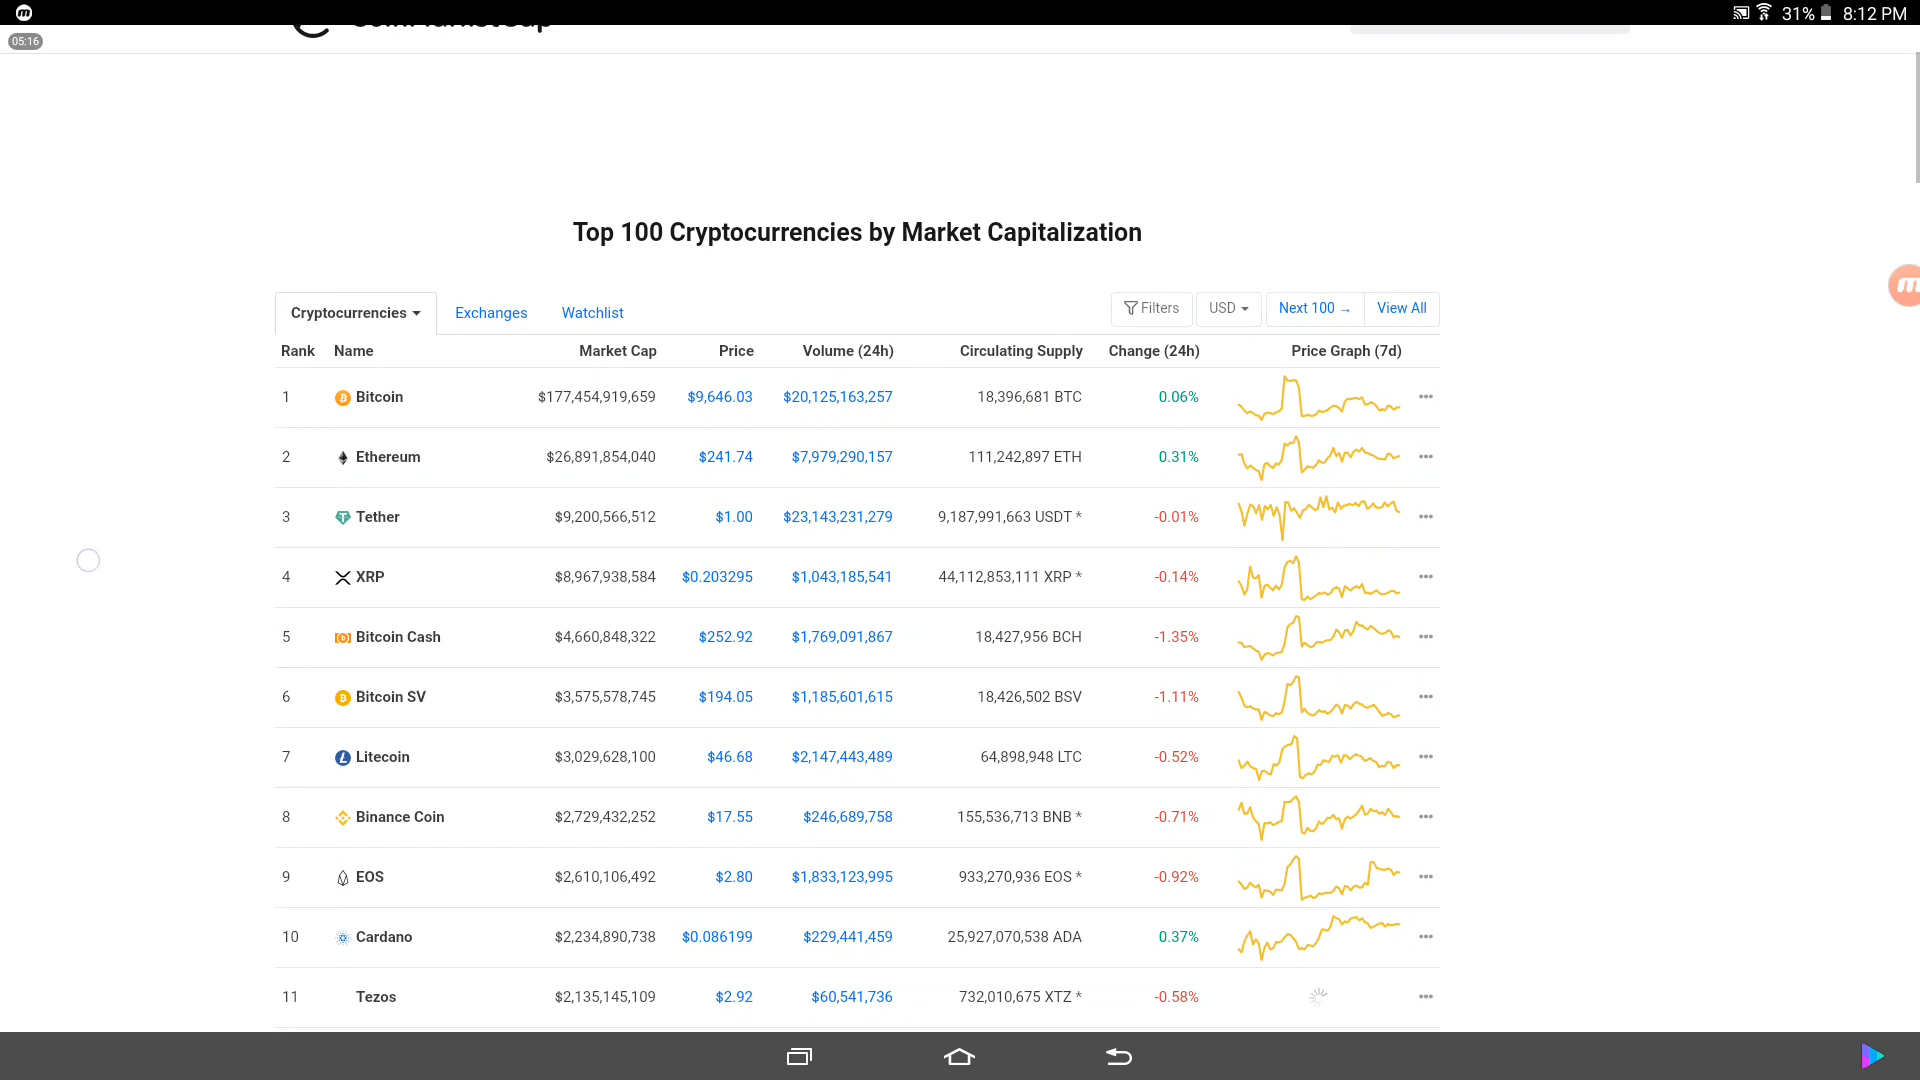 31% 8:12 PM
05:16
CoinMarketCap
Top 100 Cryptocurrencies by Market Capitalization
Cryptocurrencies Exchanges Watchlist Filters USD Next 100 → View All
Rank Name Market Cap Price Volume (24h) Circulating Supply Change (24h) Price Graph (7d)
1 Bitcoin $177,454,919,659 $9,646.03 $20,125,163,257 18,396,681 BTC 0.06%
2 Ethereum $26,891,854,040 $241.74 $7,979,290,157 111,242,897 ETH 0.31%
3 Tether $9,200,566,512 $1.00 $23,143,231,279 9,187,991,663 USDT * -0.01%
4 XRP $8,967,938,584 $0.203295 $1,043,185,541 44,112,853,111 XRP * -0.14%
5 Bitcoin Cash $4,660,848,322 $252.92 $1,769,091,867 18,427,956 BCH -1.35%
6 Bitcoin SV $3,575,578,745 $194.05 $1,185,601,615 18,426,502 BSV -1.11%
7 Litecoin $3,029,628,100 $46.68 $2,147,443,489 64,898,948 LTC -0.52%
8 Binance Coin $2,729,432,252 $17.55 $246,689,758 155,536,713 BNB * -0.71%
9 EOS $2,610,106,492 $2.80 $1,833,123,995 933,270,936 EOS * -0.92%
10 Cardano $2,234,890,738 $0.086199 $229,441,459 25,927,070,538 ADA 0.37%
11 Tezos $2,135,145,109 $2.92 $60,541,736 732,010,675 XTZ * -0.58%